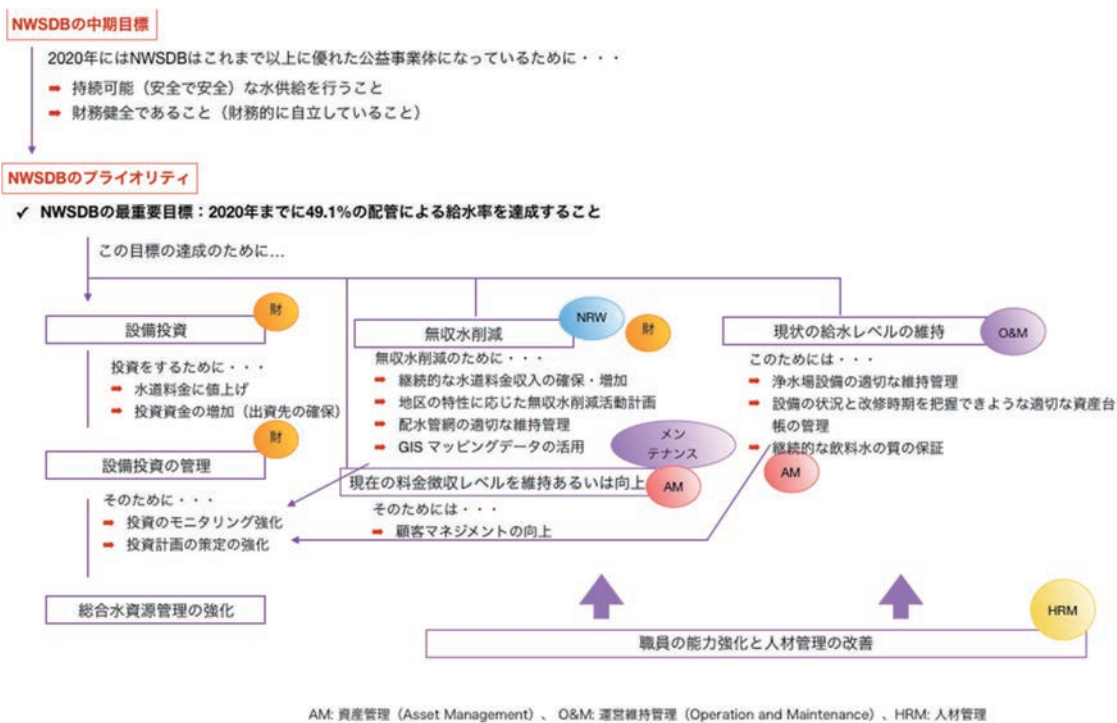 NWSDBの中期目標
2020年にはNWSDBはこれまで以上に優れた公益事業体になっているために・・・
➡ 持続可能（安全で安全）な水供給を行うこと
➡ 財務健全であること（財務的に自立していること）
NWSDBのプライオリティ
✓ NWSDBの最重要目標：2020年までに49.1%の配管による給水率を達成すること
この目標の達成のために…
設備投資
財
投資をするために・・・
➡ 水道料金に値上げ
➡ 投資資金の増加（出資先の確保）
設備投資の管理
財
そのために・・・
➡ 投資のモニタリング強化
➡ 投資計画の策定の強化
総合水資源管理の強化
無収水削減
NRW
財
無収水削減のために・・・
➡ 継続的な水道料金収入の確保・増加
➡ 地区の特性に応じた無収水削減活動計画
➡ 配水管網の適切な維持管理
➡ GIS マッピングデータの活用
メン
テナンス
現在の料金徴収レベルを維持あるいは向上
AM
そのためには・・・
➡ 顧客マネジメントの向上
現状の給水レベルの維持
O&M
このためには・・・
➡ 浄水場設備の適切な維持管理
➡ 設備の状況と改修時期を把握できような適切な資産台
帳の管理
➡ 継続的な飲料水の質の保証
AM
HRM
職員の能力強化と人材管理の改善
AM: 資産管理（Asset Management）、O&M: 運営維持管理（Operation and Maintenance）、HRM: 人材管理